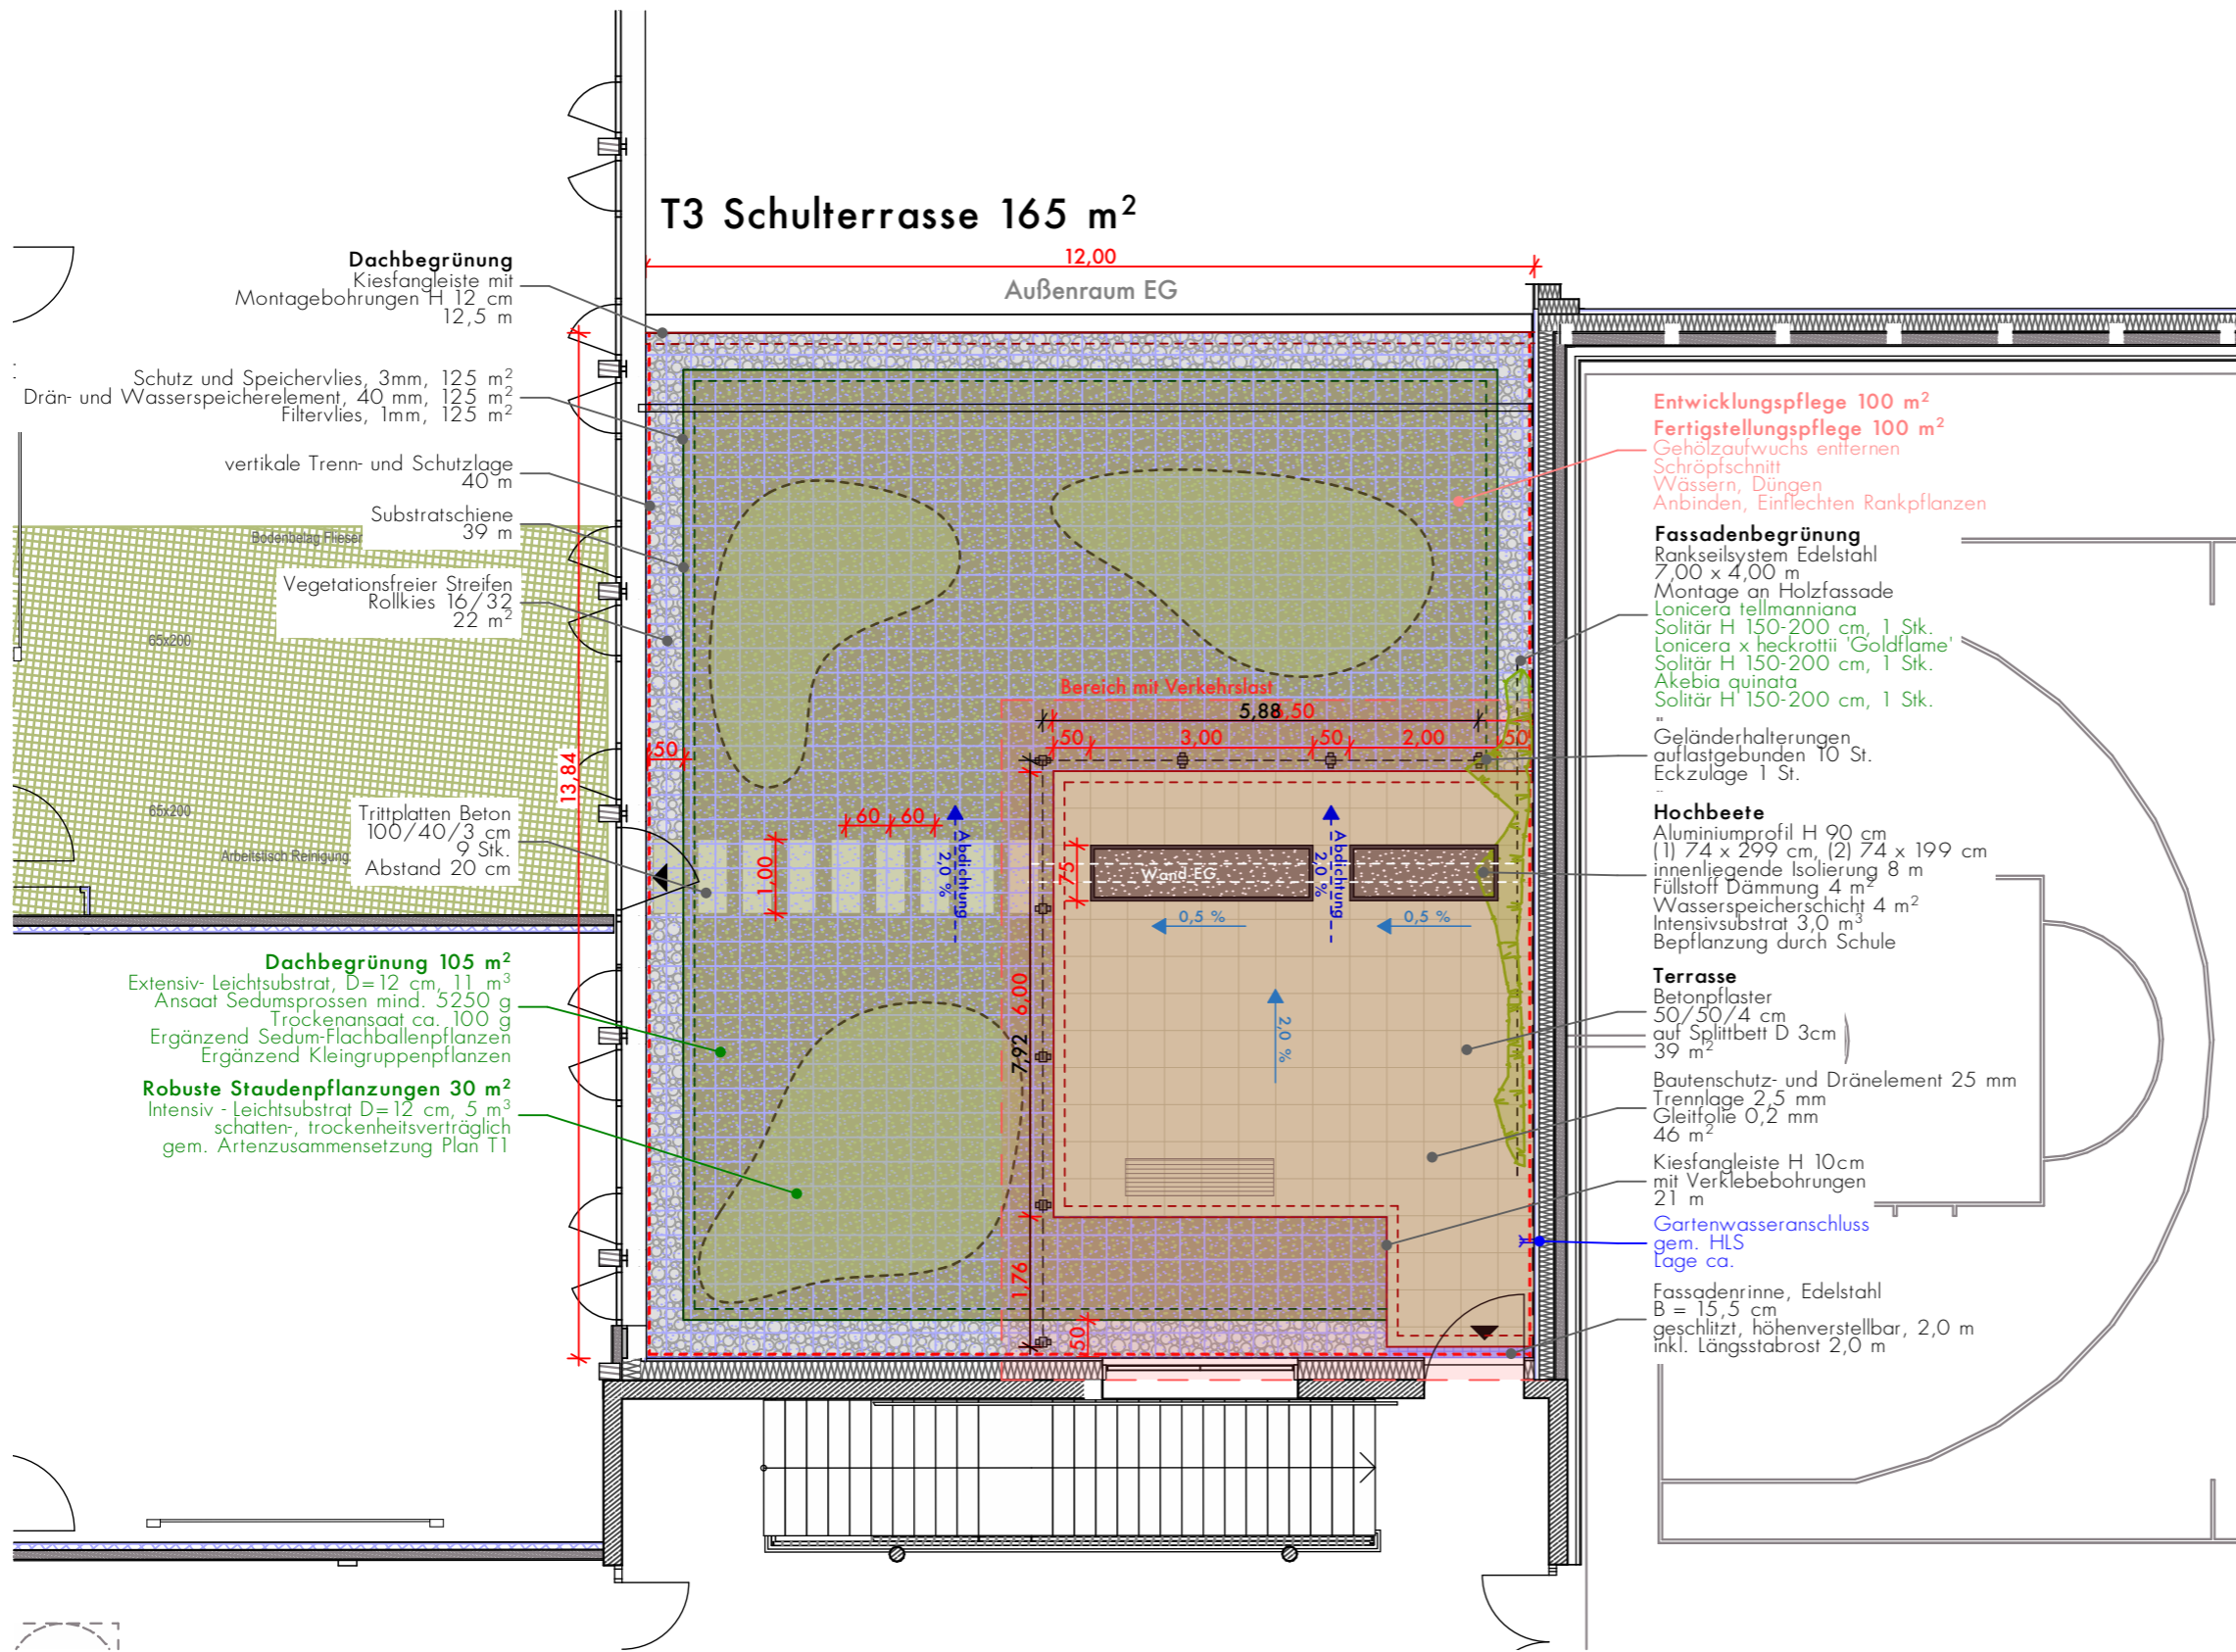 T3 Schulterrasse 165 m²
12,00
Außenraum EG
Dachbegrünung
Kiesfangleiste mit
Montagebohrungen H 12 cm
12,5 m
Schutz und Speichervlies, 3mm, 125 m²
Drän- und Wasserspeicherelement, 40 mm, 125 m²
Filtervlies, 1mm, 125 m²
vertikale Trenn- und Schutzlage
40 m
Substratschiene
39 m
Bodenbelag Flieser
Vegetationsfreier Streifen
Rollkies 16/32
22 m²
65x200
65x200
Trittplatten Beton
100/40/3 cm
9 Stk.
Abstand 20 cm
Arbeitstisch Reinigung
Dachbegrünung 105 m²
Extensiv- Leichtsubstrat, D=12 cm, 11 m³
Ansaat Sedumsprossen mind. 5250 g
Trockenansaat ca. 100 g
Ergänzend Sedum-Flachballenpflanzen
Ergänzend Kleingruppenpflanzen
Robuste Staudenpflanzungen 30 m²
Intensiv - Leichtsubstrat D=12 cm, 5 m³
schatten-, trockenheitsverträglich
gem. Artenzusammensetzung Plan T1
13,84
50
60
60
1,00
Abdichtung
2,0 %
Bereich mit Verkehrslast
5,88
,50
50
3,00
50
2,00
50
75
Wand EG
Abdichtung
2,0 %
0,5 %
0,5 %
2,0 %
6,00
7,92
1,76
50
Entwicklungspflege 100 m²
Fertigstellungspflege 100 m²
Gehölzaufwuchs entfernen
Schröpfschnitt
Wässern, Düngen
Anbinden, Einflechten Rankpflanzen
Fassadenbegrünung
Rankseilsystem Edelstahl
7,00 x 4,00 m
Montage an Holzfassade
Lonicera tellmanniana
Solitär H 150-200 cm, 1 Stk.
Lonicera x heckrottii 'Goldflame'
Solitär H 150-200 cm, 1 Stk.
Akebia quinata
Solitär H 150-200 cm, 1 Stk.
"
Geländerhalterungen
auflastgebunden 10 St.
Eckzulage 1 St.
"
Hochbeete
Aluminiumprofil H 90 cm
(1) 74 x 299 cm, (2) 74 x 199 cm
innenliegende Isolierung 8 m
Füllstoff Dämmung 4 m²
Wasserspeicherschicht 4 m²
Intensivsubstrat 3,0 m³
Bepflanzung durch Schule
Terrasse
Betonpflaster
50/50/4 cm
auf Splittbett D 3cm
39 m²
Bautenschutz- und Dränelement 25 mm
Trennlage 2,5 mm
Gleitfolie 0,2 mm
46 m²
Kiesfangleiste H 10cm
mit Verklebebohrungen
21 m
Gartenwasseranschluss
gem. HLS
Lage ca.
Fassadenrinne, Edelstahl
B = 15,5 cm
geschlitzt, höhenverstellbar, 2,0 m
inkl. Längsstabrost 2,0 m